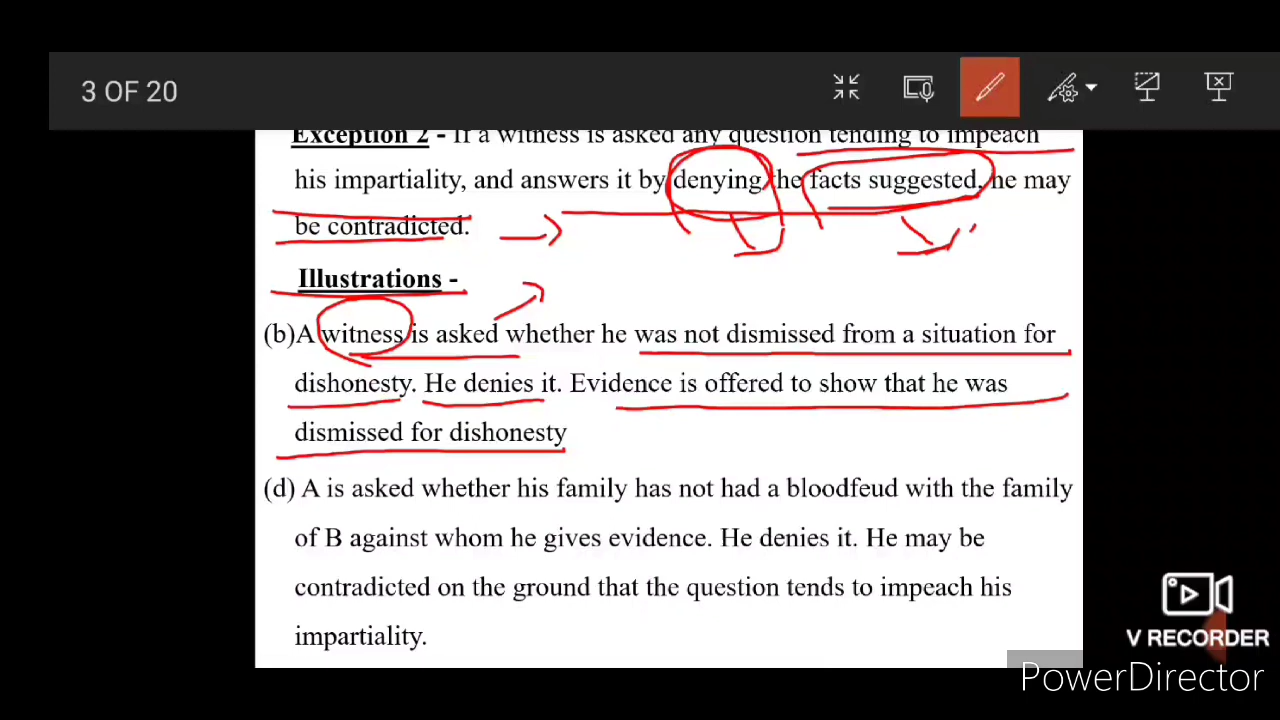 3 OF 20
Exception 2 - If a witness is asked any question tending to impeach
his impartiality, and answers it by denying the facts suggested, he may
be contradicted.
Illustrations -
(b)A witness is asked whether he was not dismissed from a situation for
dishonesty. He denies it. Evidence is offered to show that he was
dismissed for dishonesty
(d) A is asked whether his family has not had a bloodfeud with the family
of B against whom he gives evidence. He denies it. He may be
contradicted on the ground that the question tends to impeach his
impartiality.
V RECORDER
PowerDirector